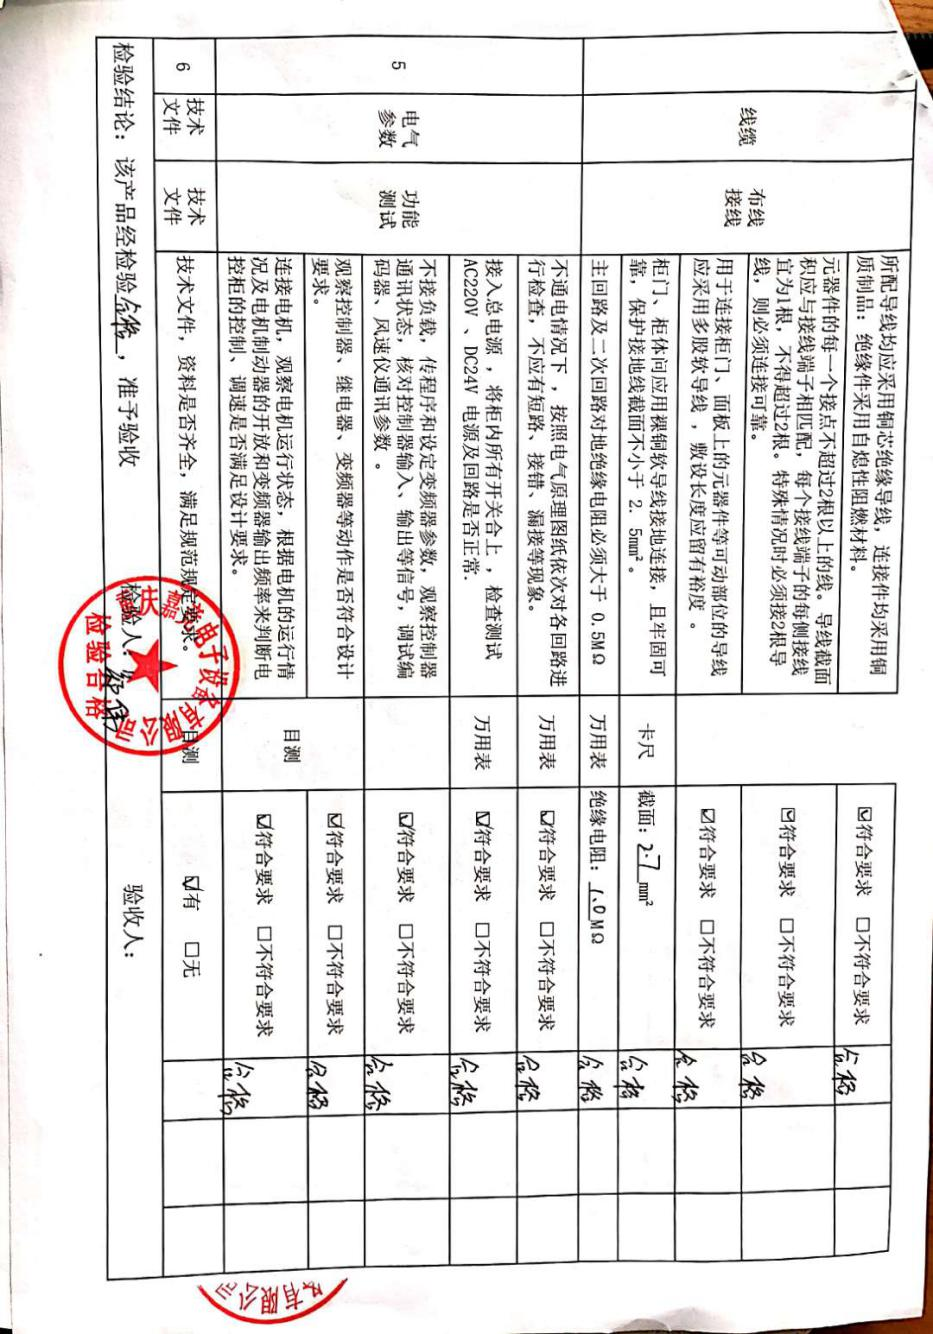 线缆
布线
接线
所配导线均应采用铜芯绝缘导线，连接件均采用铜
质制品：绝缘件采用自熄性阻燃材料。
☑符合要求 □不符合要求
合格
元器件的每一个接点不超过2根以上的线。导线截面
积应与接线端子相匹配，每个接线端子的每侧接线
宜为1根，不得超过2根。特殊情况时必须接2根导
线，则必须连接可靠。
☑符合要求 □不符合要求
合格
用于连接柜门、面板上的元器件等可动部位的导线
应采用多股软导线，敷设长度应留有裕度。
☑符合要求 □不符合要求
合格
柜门、柜体间应用裸铜软导线接地连接，且牢固可
靠，保护接地线截面不小于 2. 5mm²。
卡尺
截面：2.7mm²
合格
5
电气
参数
功能
测试
主回路及二次回路对地绝缘电阻必须大于 0.5MΩ
万用表
绝缘电阻：1.0MΩ
合格
不通电情况下，按照电气原理图纸依次对各回路进
行检查，不应有短路、接错、漏接等现象。
万用表
☑符合要求 □不符合要求
合格
接入总电源，将柜内所有开关合上，检查测试
AC220V、DC24V 电源及回路是否正常.
万用表
☑符合要求 □不符合要求
合格
不接负载，传程序和设定变频器参数，观察控制器
通讯状态，核对控制器输入、输出等信号，调试编
码器、风速仪通讯参数。
☑符合要求 □不符合要求
合格
观察控制器、继电器、变频器等动作是否符合设计
要求。
目测
☑符合要求 □不符合要求
合格
连接电机，观察电机运行状态；根据电机的运行情
况及电机制动器的开放和变频器输出频率来判断电
控柜的控制、调速是否满足设计要求。
☑符合要求 □不符合要求
合格
6
技术
文件
技术
文件
技术文件，资料是否齐全，满足规范规定要求。
目测
☑有 □无
检验结论：该产品经检验合格，准予验收
检验人：
验收人：
检验合格
有限公司